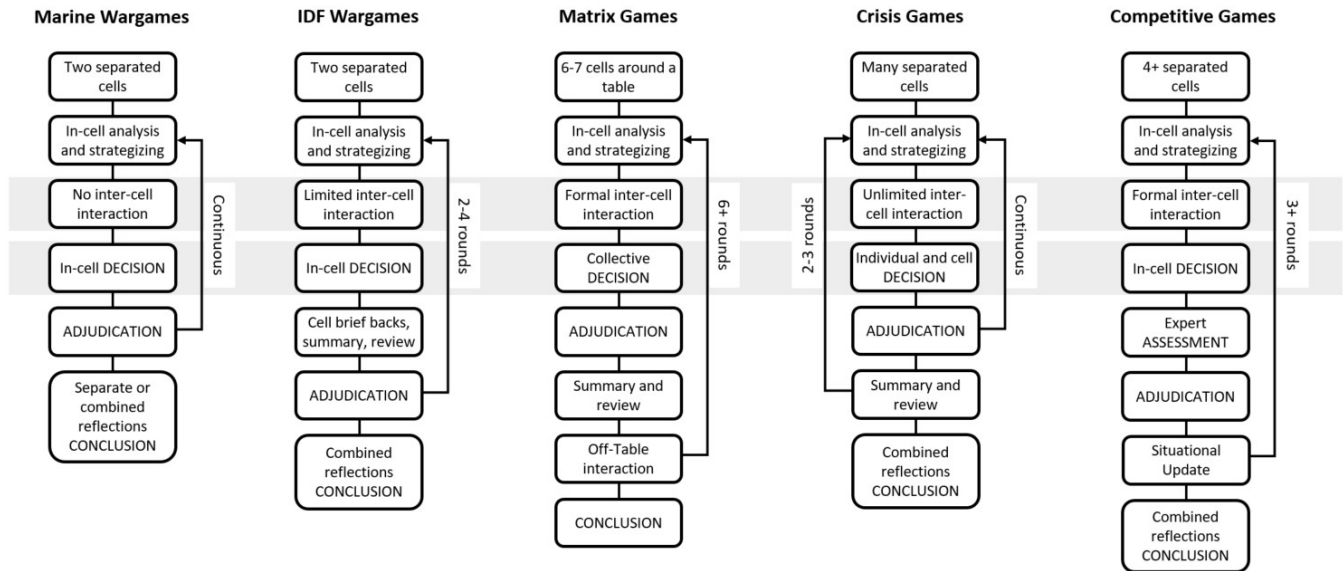 Marine Wargames
Two separated
cells
In-cell analysis
and strategizing
No inter-cell
interaction
In-cell DECISION
ADJUDICATION
Separate or
combined
reflections
CONCLUSION
Continuous
IDF Wargames
Two separated
cells
In-cell analysis
and strategizing
Limited inter-cell
interaction
In-cell DECISION
Cell brief backs,
summary, review
ADJUDICATION
Combined
reflections
CONCLUSION
2-4 rounds
Matrix Games
6-7 cells around a
table
In-cell analysis
and strategizing
Formal inter-cell
interaction
Collective
DECISION
ADJUDICATION
Summary and
review
Off-Table
interaction
CONCLUSION
6+ rounds
Crisis Games
Many separated
cells
In-cell analysis
and strategizing
Unlimited inter-
cell interaction
Individual and cell
DECISION
ADJUDICATION
Summary and
review
Combined
reflections
CONCLUSION
2-3 rounds
Continuous
Competitive Games
4+ separated
cells
In-cell analysis
and strategizing
Formal inter-cell
interaction
In-cell DECISION
Expert
ASSESSMENT
ADJUDICATION
Situational
Update
Combined
reflections
CONCLUSION
3+ rounds